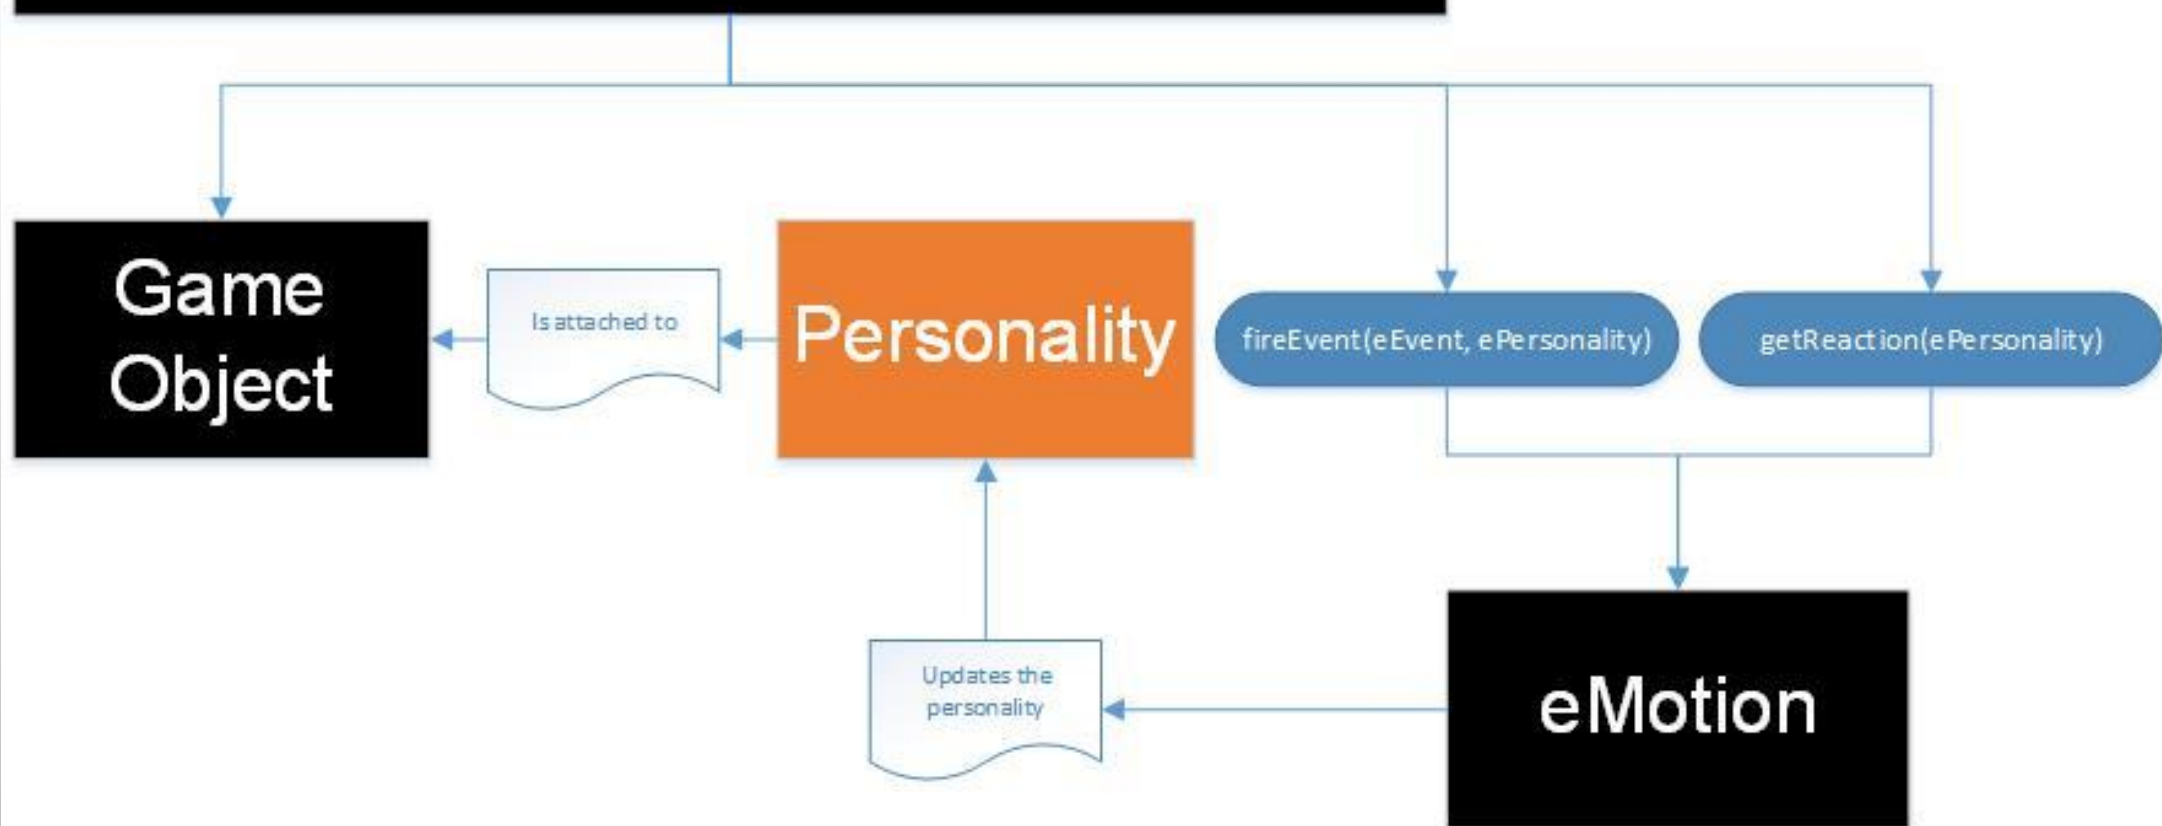 Game
Object
Is attached to
Personality
fireEvent(eEvent, ePersonality)
getReaction(ePersonality)
Updates the
personality
eMotion